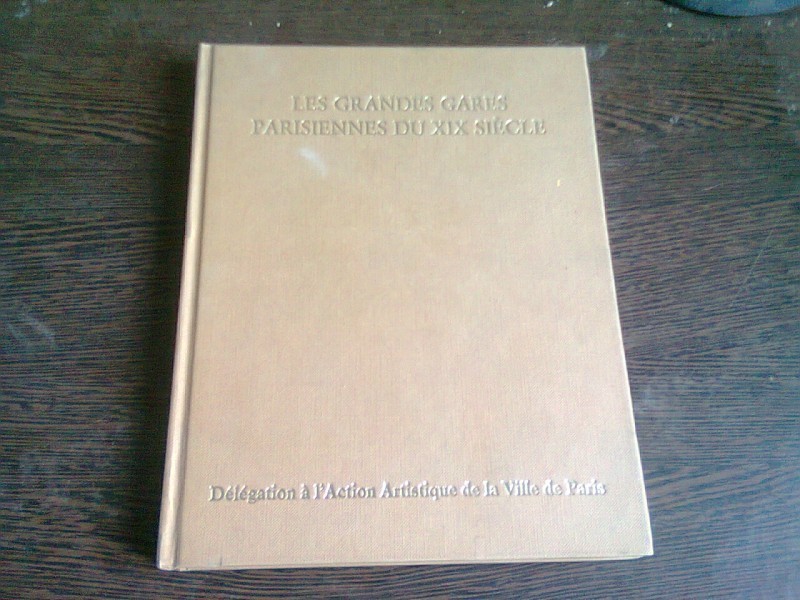 LES GRANDES GARES
PARISIENNES DU XIX SIÈCLE
Délégation à l'Action Artistique de la Ville de Paris